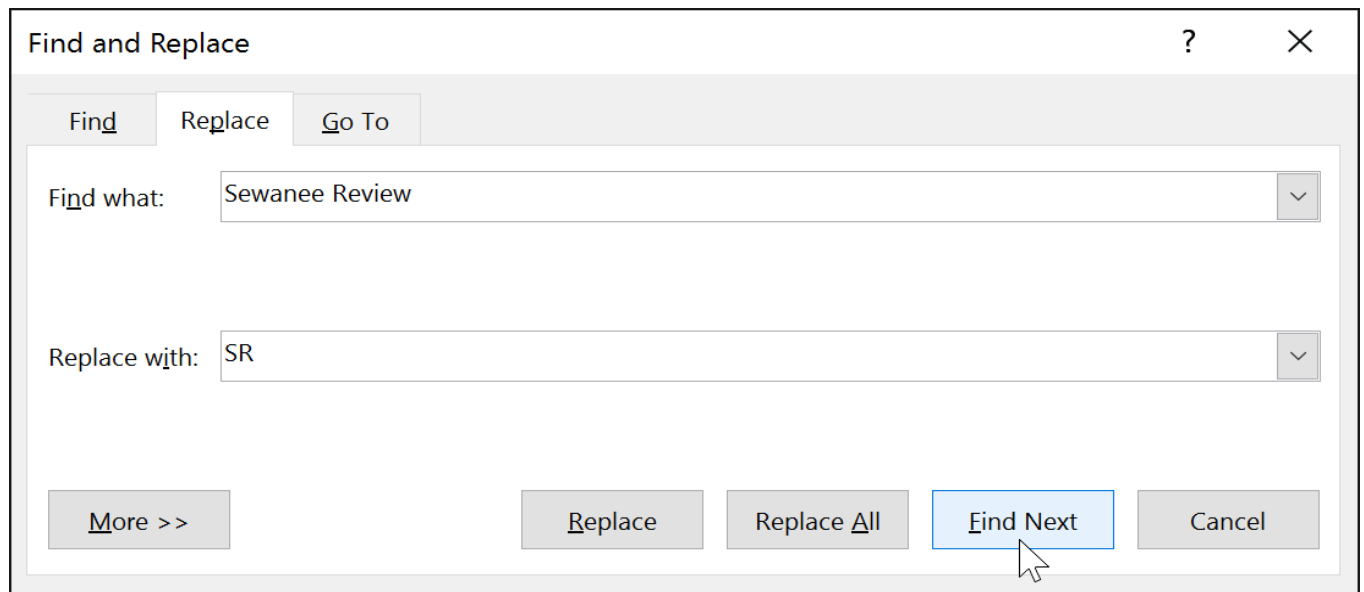 Find and Replace ?
Find Replace Go To
Find what: Sewanee Review
Replace with: SR
More >> Replace Replace All Find Next Cancel